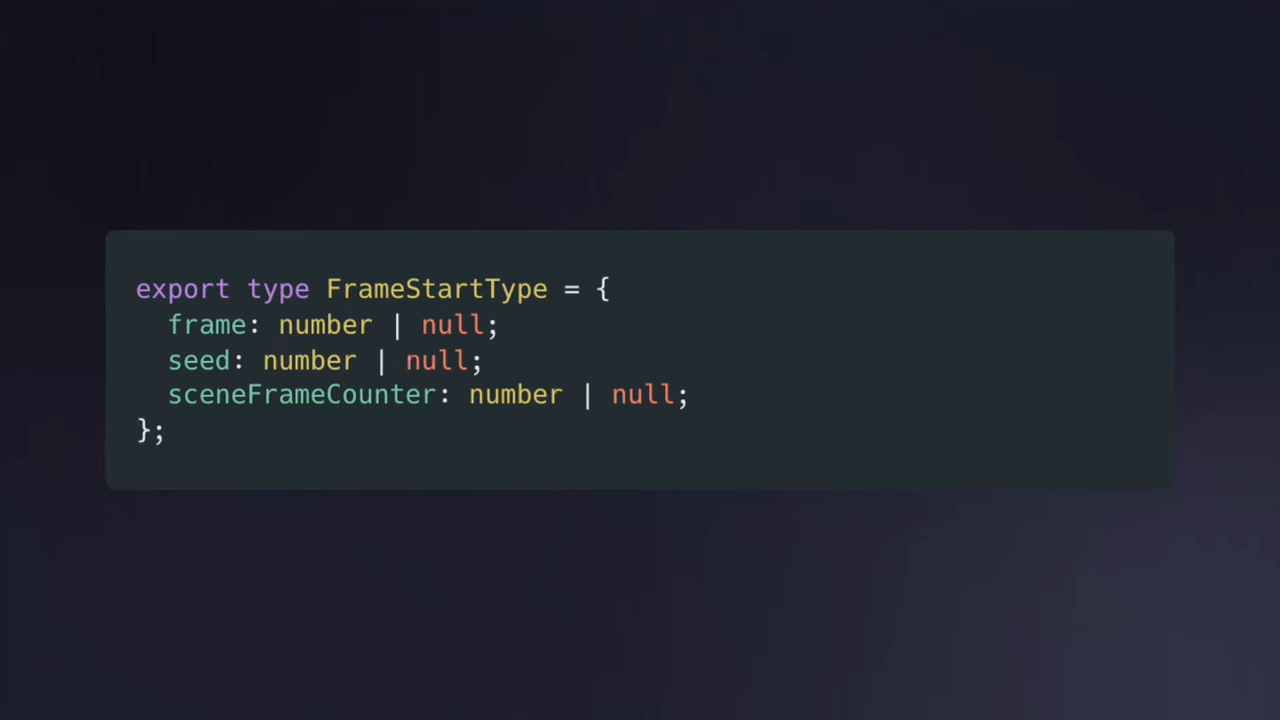 export type FrameStartType = {
  frame: number | null;
  seed: number | null;
  sceneFrameCounter: number | null;
};